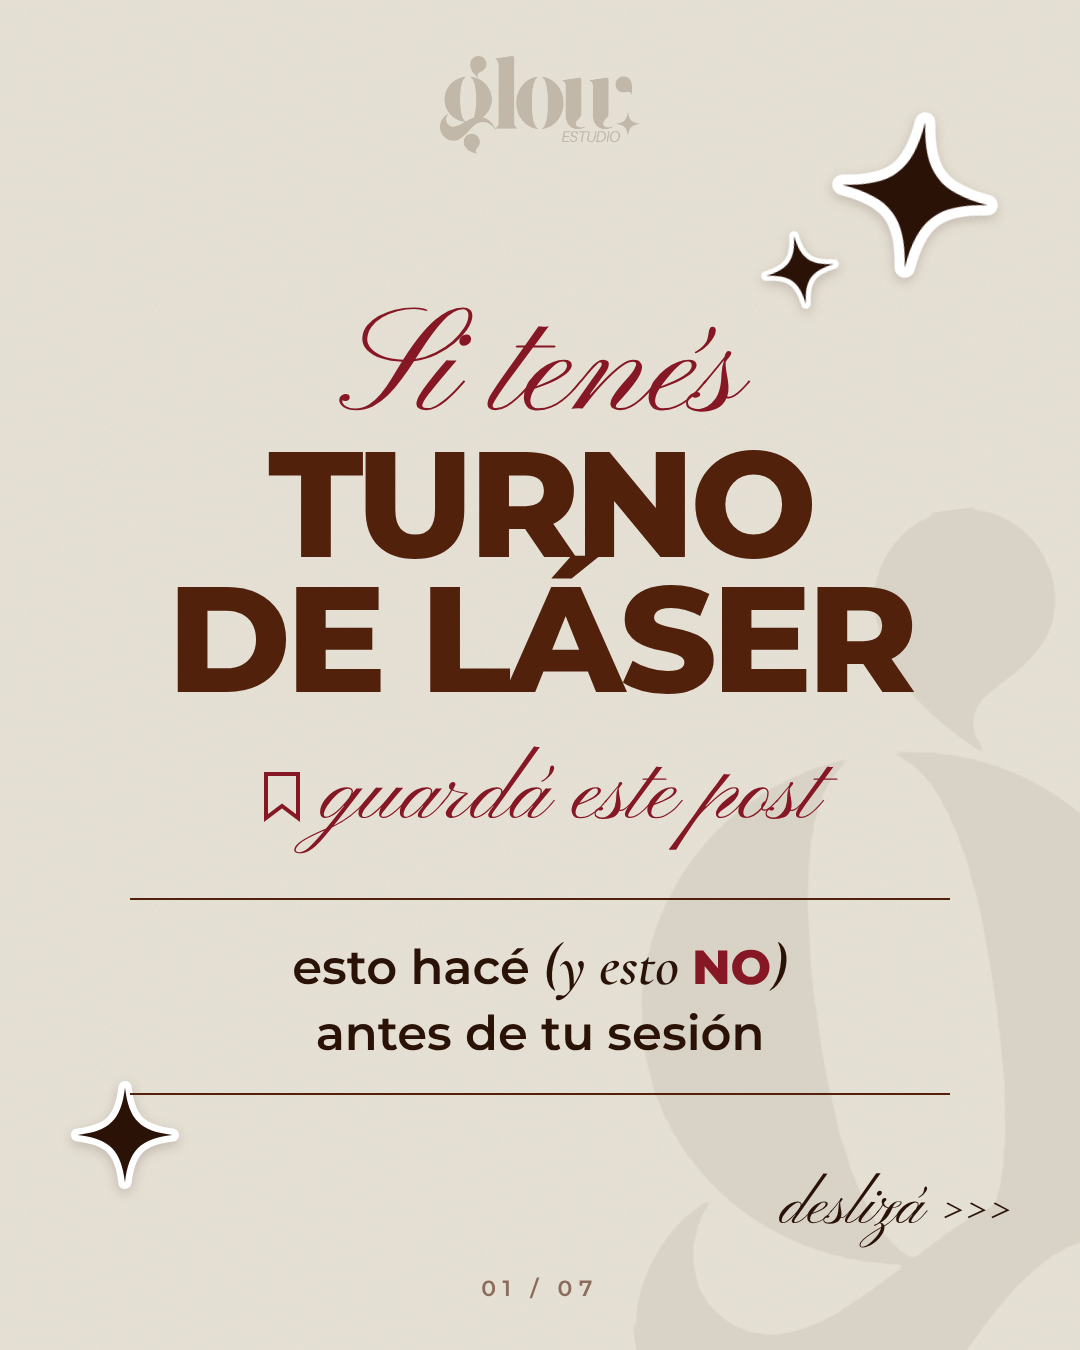 glow
ESTUDIO
Si tenés
TURNO
DE LÁSER
guardá este post
esto hacé (y esto NO)
antes de tu sesión
deslizá >>>
01 / 07